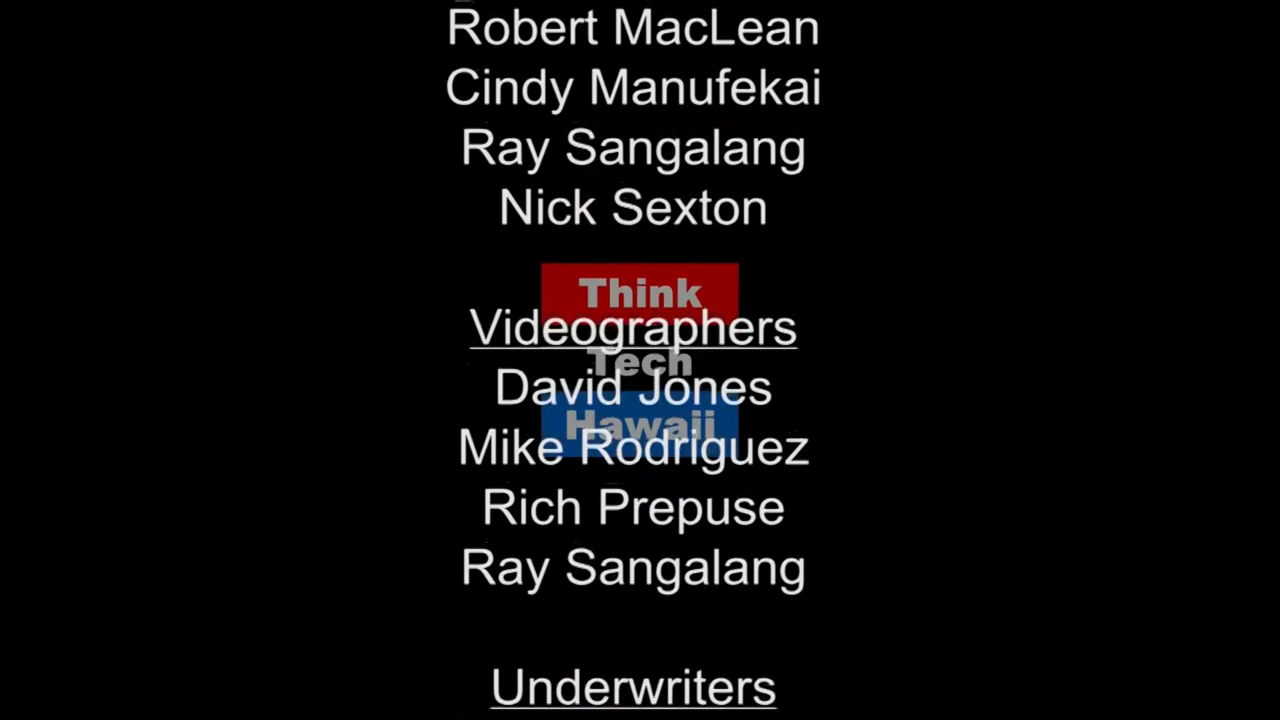 Robert MacLean
Cindy Manufekai
Ray Sangalang
Nick Sexton
Think
Videographers
Tech
David Jones
Hawaii
Mike Rodriguez
Rich Prepuse
Ray Sangalang
Underwriters